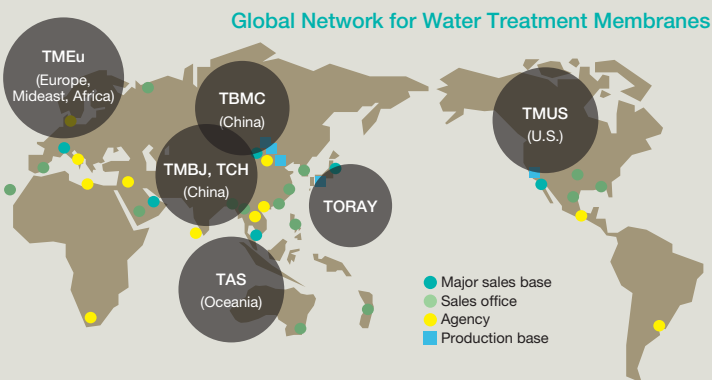 Global Network for Water Treatment Membranes
TMEu
(Europe,
Mideast, Africa)
TBMC
(China)
TMUS
(U.S.)
TMBJ, TCH
(China)
TORAY
TAS
(Oceania)
Major sales base
Sales office
Agency
Production base